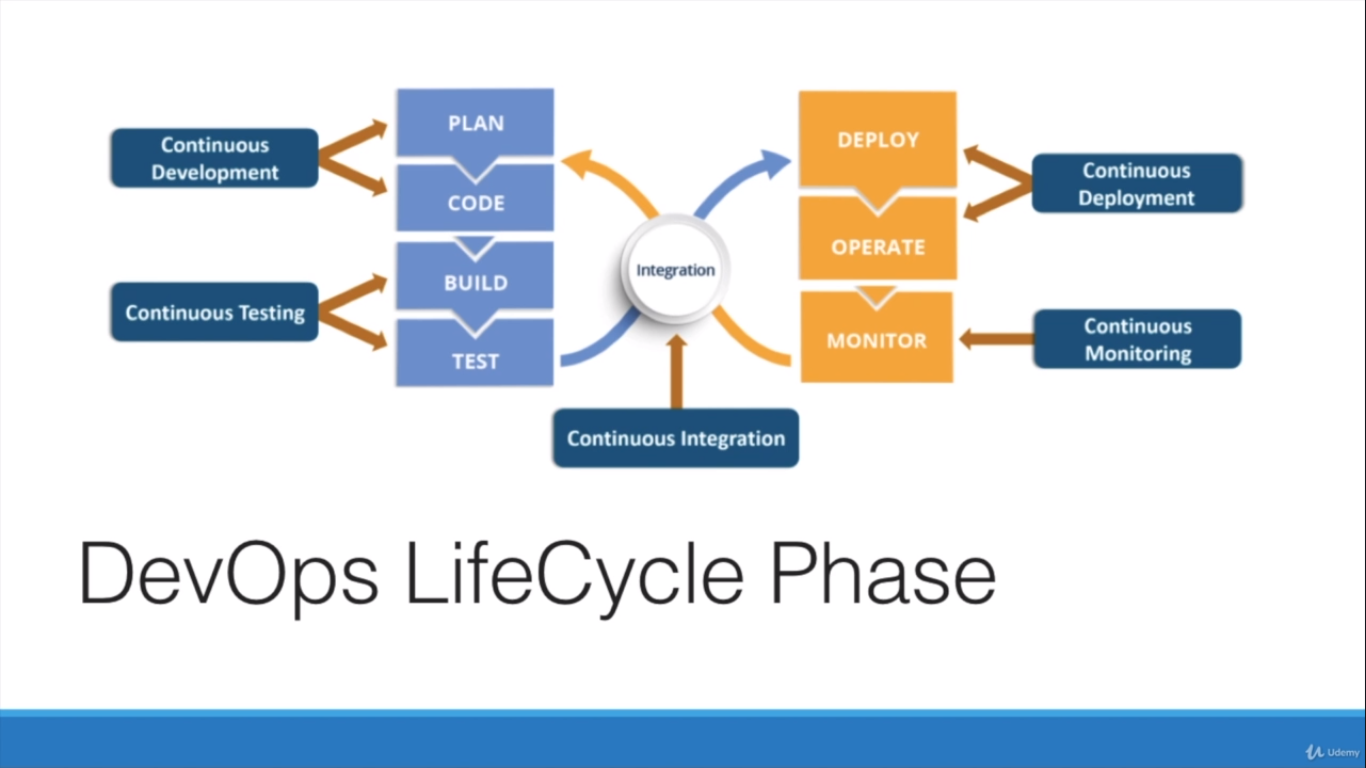 Continuous
Development
Continuous Testing
PLAN
CODE
BUILD
TEST
Integration
Continuous Integration
DEPLOY
OPERATE
MONITOR
Continuous
Deployment
Continuous
Monitoring
DevOps LifeCycle Phase
Udemy